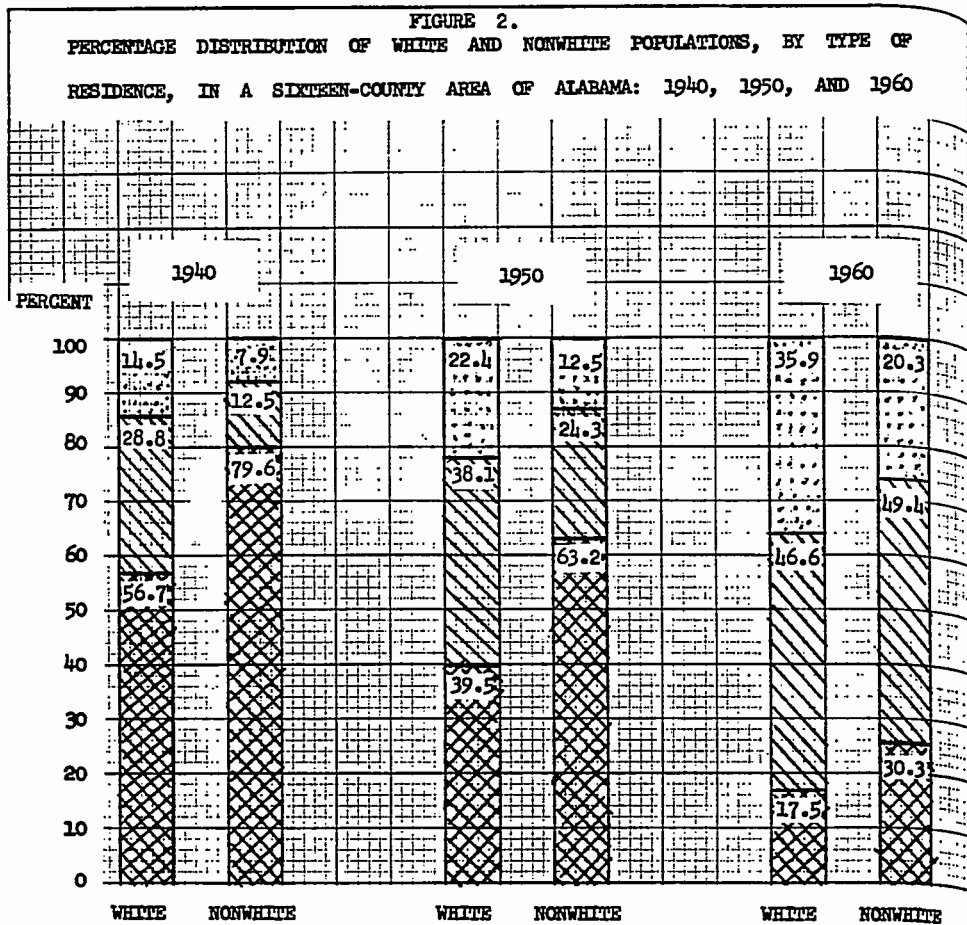 FIGURE 2.
PERCENTAGE DISTRIBUTION OF WHITE AND NONWHITE POPULATIONS, BY TYPE OF
RESIDENCE, IN A SIXTEEN-COUNTY AREA OF ALABAMA: 1940, 1950, AND 1960
1940 1950 1960
PERCENT
100 14.5 7.9 22.4 12.5 35.9 20.3
90 12.5
80 28.8 79.6 38.1 24.3
70 49.4
60 56.7 63.2 46.6
50
40 39.5
30
20 17.5 30.3
10
0
WHITE NONWHITE WHITE NONWHITE WHITE NONWHITE